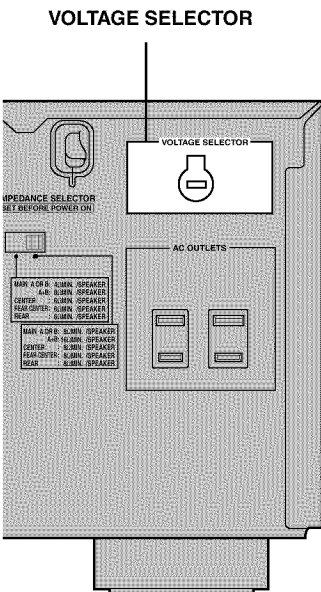 VOLTAGE SELECTOR
VOLTAGE SELECTOR
MPEDANCE SELECTOR
SET BEFORE POWER ON
AC OUTLETS
MAIN A OR B: 4ΩMIN. /SPEAKER
A+B: 8ΩMIN. /SPEAKER
CENTER : 6ΩMIN. /SPEAKER
REAR CENTER: 6ΩMIN. /SPEAKER
REAR : 6ΩMIN. /SPEAKER
MAIN A OR B: 8ΩMIN. /SPEAKER
A+B: 16ΩMIN. /SPEAKER
CENTER : 8ΩMIN. /SPEAKER
REAR CENTER: 8ΩMIN. /SPEAKER
REAR : 8ΩMIN. /SPEAKER